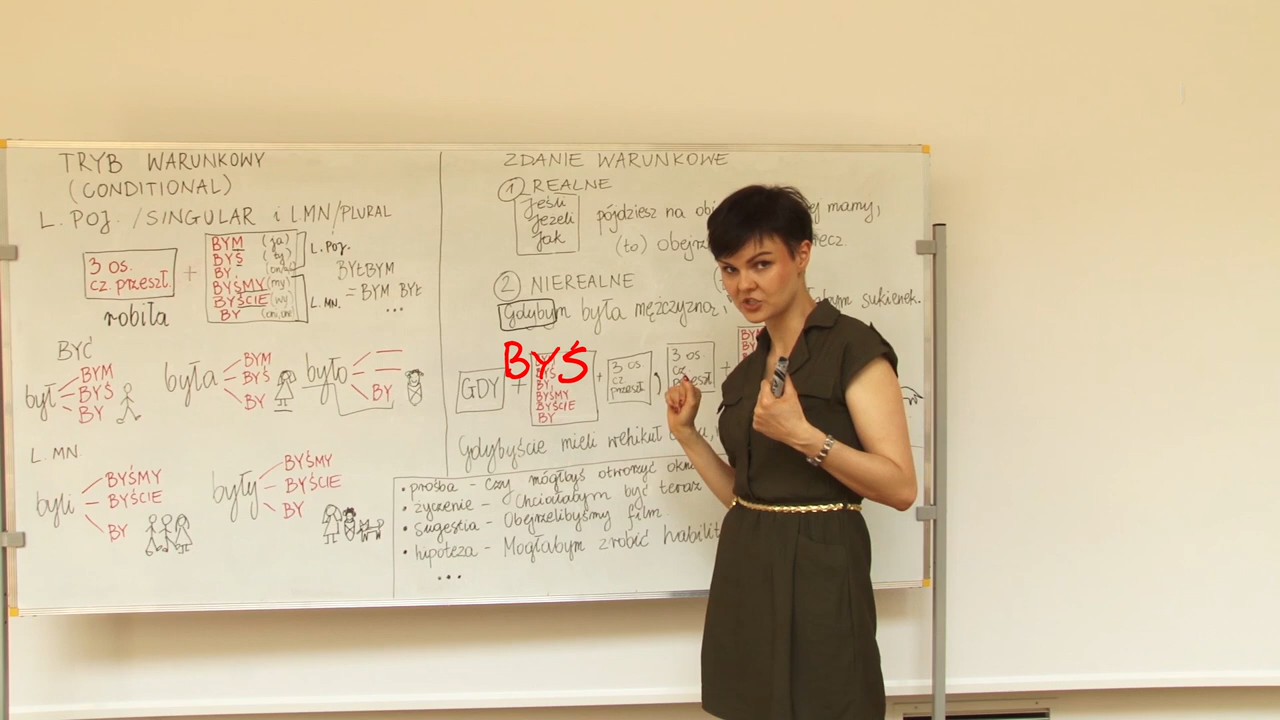 TRYB WARUNKOWY
(CONDITIONAL)
L. POJ. /SINGULAR i LMN/PLURAL
3 OS.
CZ. PRZESZŁ.
+
BYM (ja)
BYŚ (ty)
BY
BYŚMY (my)
BYŚCIE (wy)
BY (oni, one)
L. POJ.
L. MN.
BYŁBYM
= BYM BYŁ
...
robiła
BYĆ
był
BYM
BYŚ
BY
była
BYM
BYŚ
BY
było
BY
L. MN.
byli
BYŚMY
BYŚCIE
BY
były
BYŚMY
BYŚCIE
BY
ZDANIE WARUNKOWE
1 REALNE
Jeśli
Jeżeli
Jak
pójdziesz na mamy,
(to)
2 NIEREALNE
Gdybym była mężczyzną, sukienek.
BYŚ
GDY
+
BYŚ
BY
BYŚMY
BYŚCIE
BY
+
3 OS
CZ
PRZESZŁ
,
3 OS.
CZ.
PRZESZŁ
+
BYM
Gdybyście mieli wehikuł
• prośba - Czy mógłbyś otworzyć
• życzenie - Chciałabym być teraz
• sugestia - Obejrzelibyśmy film.
• hipoteza - Mogłabym zrobić
...